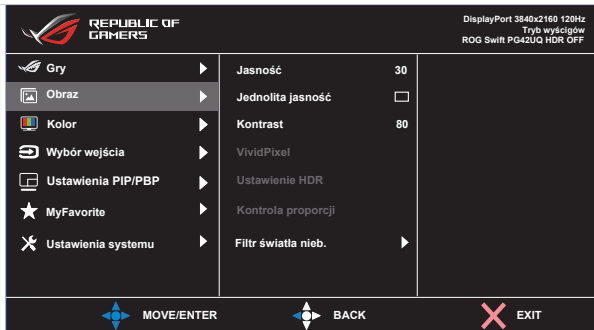 REPUBLIC OF
GAMERS
DisplayPort 3840x2160 120Hz
Tryb wyścigów
ROG Swift PG42UQ HDR OFF
Gry
Obraz
Kolor
Wybór wejścia
Ustawienia PIP/PBP
MyFavorite
Ustawienia systemu
Jasność 30
Jednolita jasność
Kontrast 80
VividPixel
Ustawienie HDR
Kontrola proporcji
Filtr światła nieb.
MOVE/ENTER
BACK
EXIT